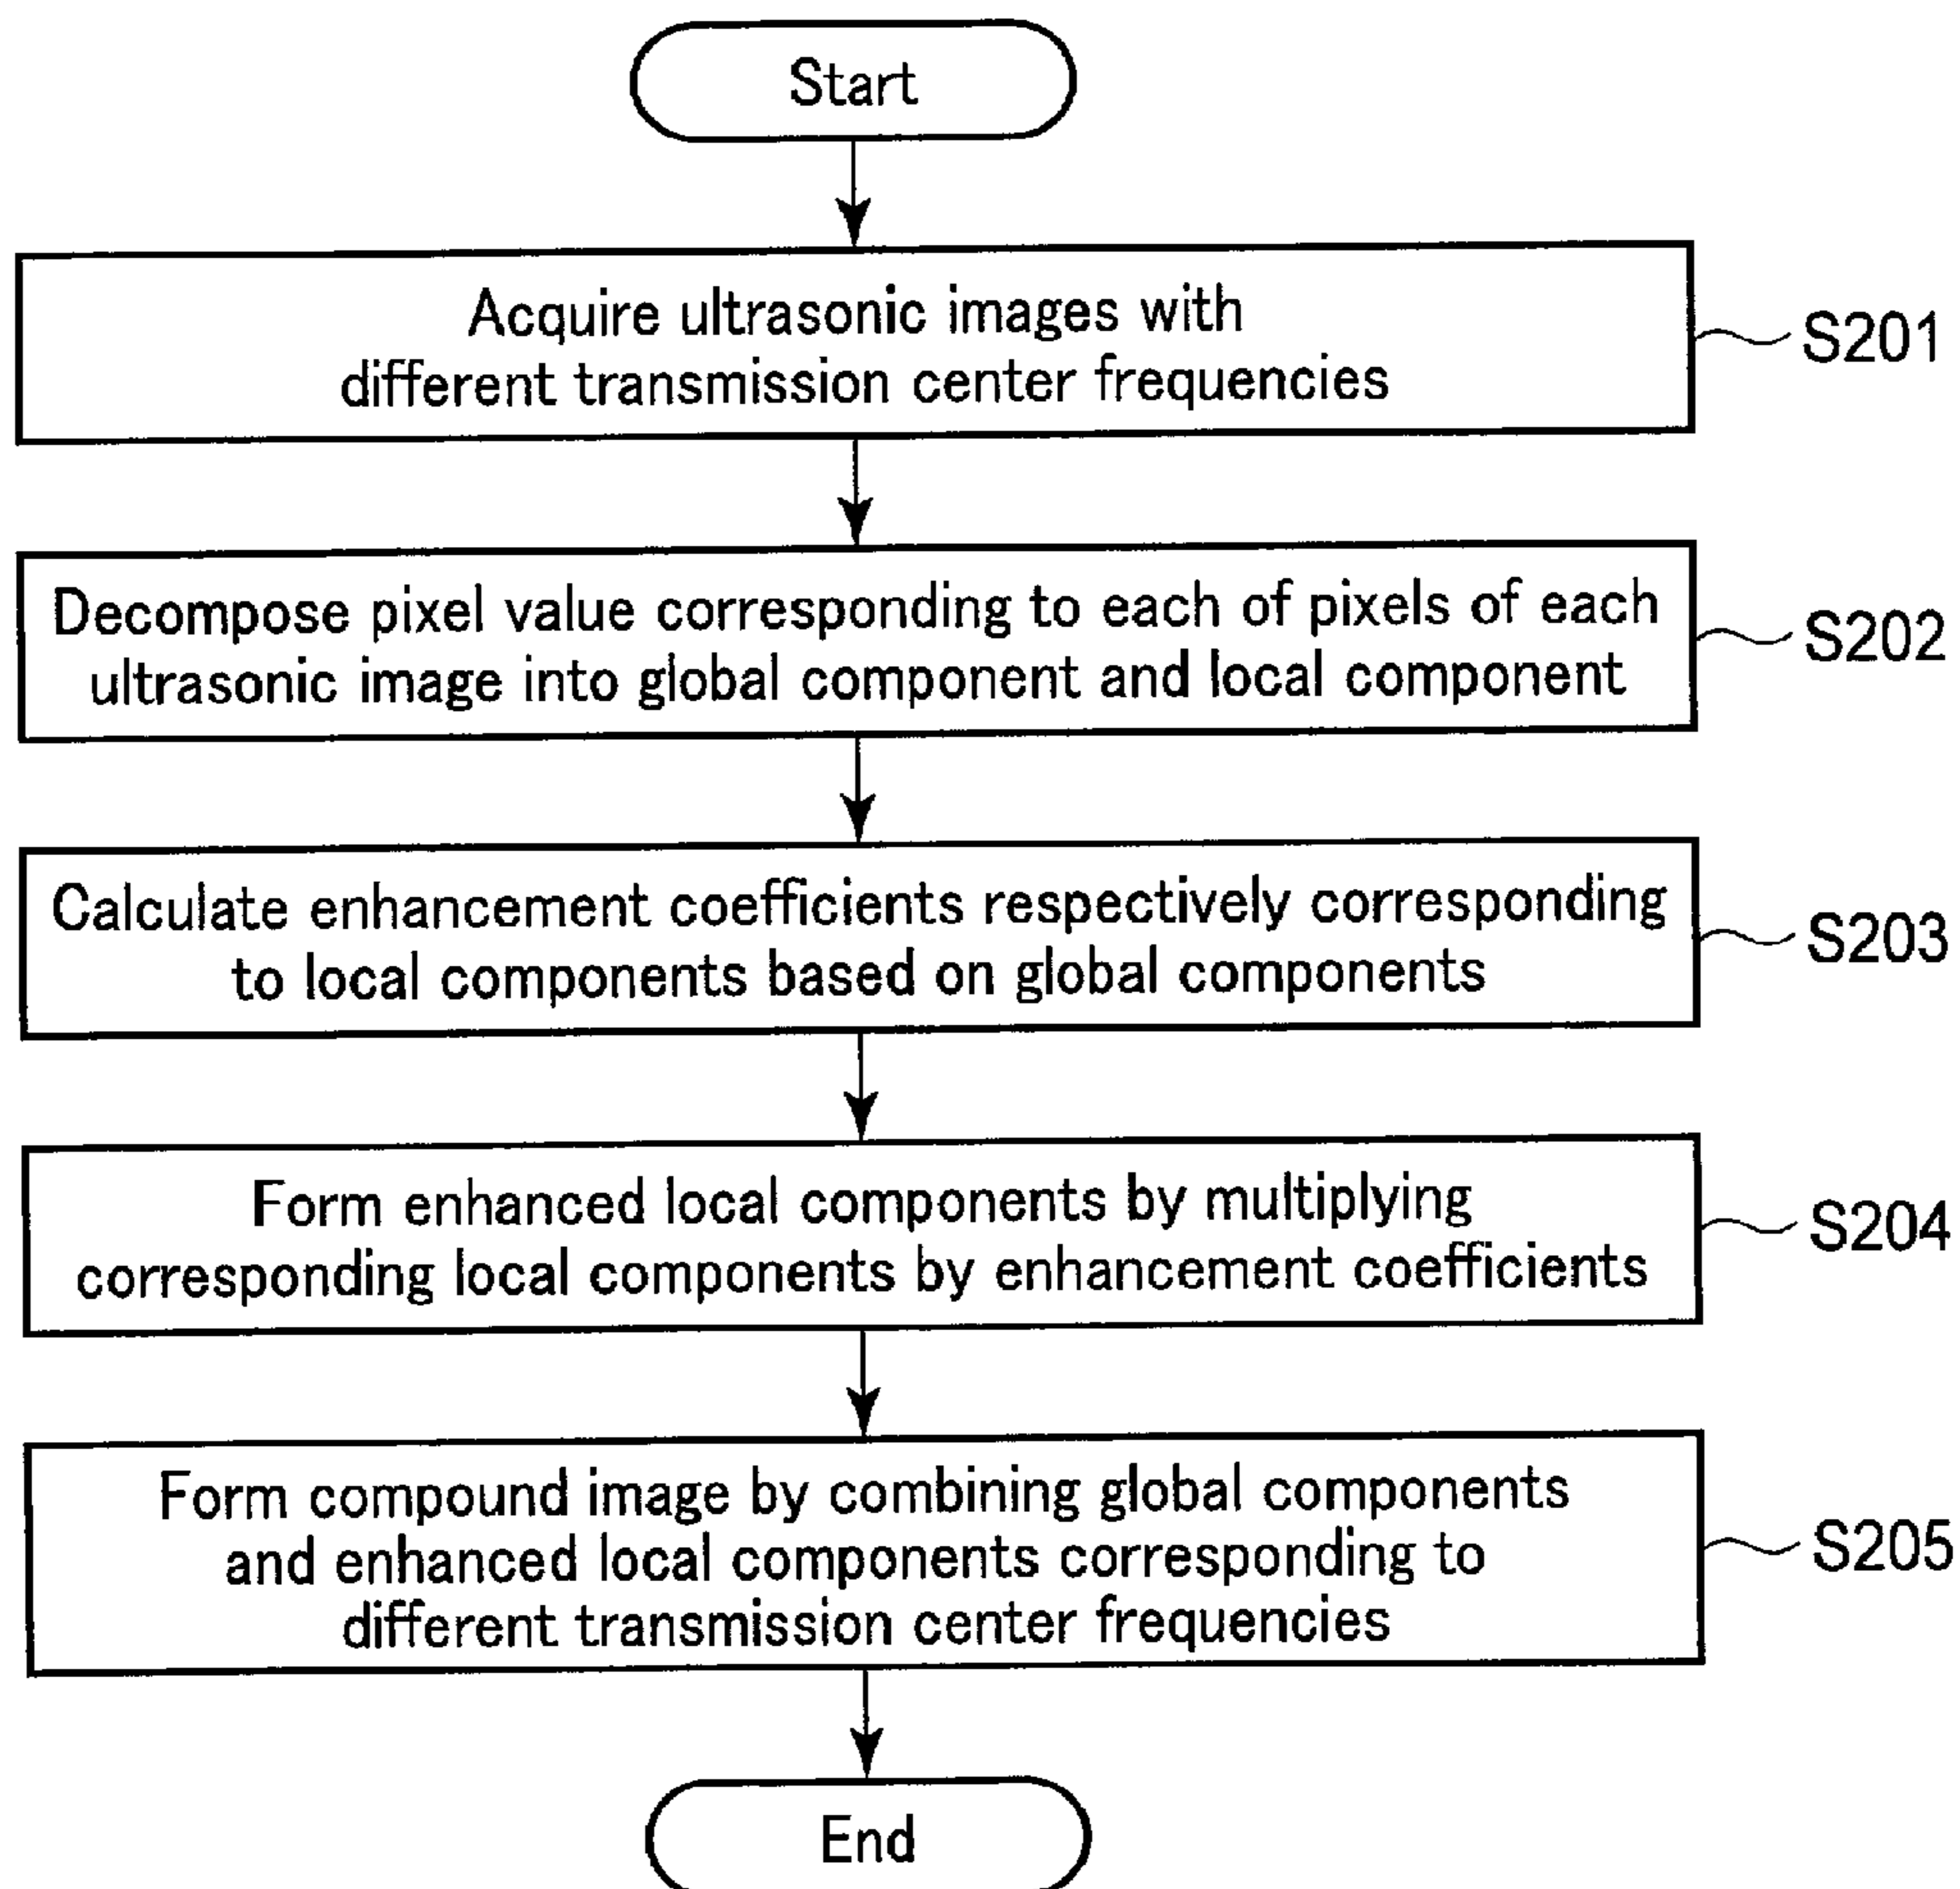 Start
Acquire ultrasonic images with
different transmission center frequencies
S201
Decompose pixel value corresponding to each of pixels of each
ultrasonic image into global component and local component
S202
Calculate enhancement coefficients respectively corresponding
to local components based on global components
S203
Form enhanced local components by multiplying
corresponding local components by enhancement coefficients
S204
Form compound image by combining global components
and enhanced local components corresponding to
different transmission center frequencies
S205
End